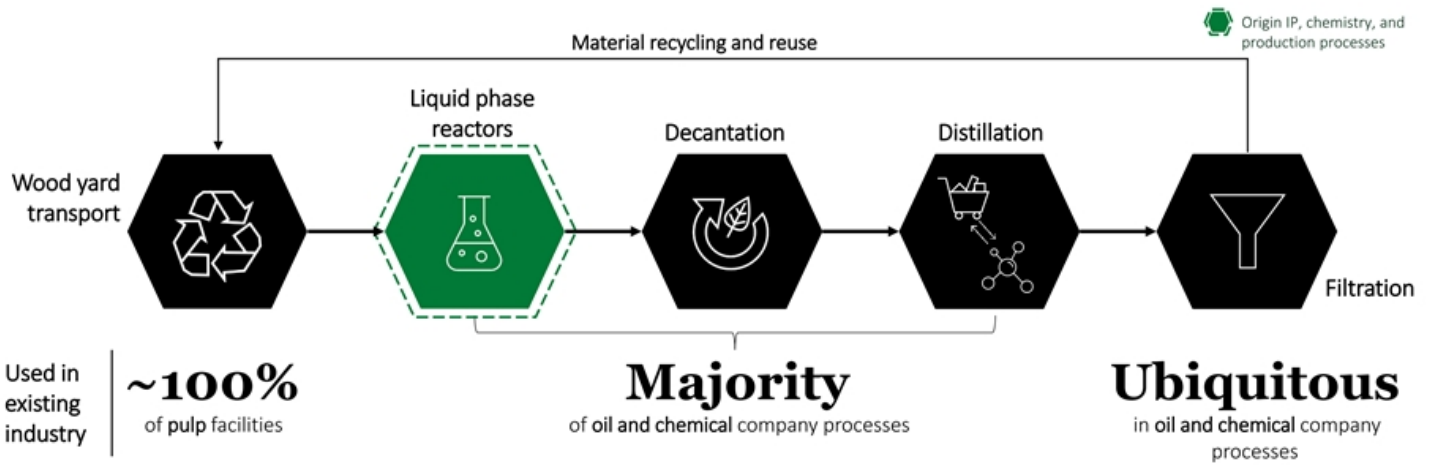 Origin IP, chemistry, and
production processes
Material recycling and reuse
Liquid phase
reactors
Decantation
Distillation
Wood yard
transport
Filtration
Used in
existing
industry
~100%
of pulp facilities
Majority
of oil and chemical company processes
Ubiquitous
in oil and chemical company
processes